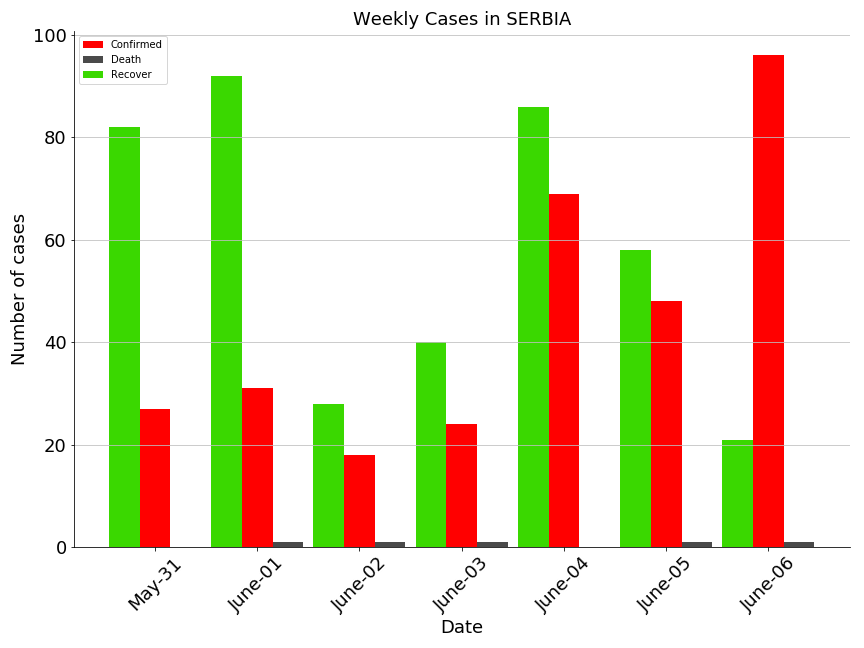 Weekly Cases in SERBIA
Confirmed
Death
Recover
Number of cases
100
80
60
40
20
0
May-31
June-01
June-02
June-03
June-04
June-05
June-06
Date